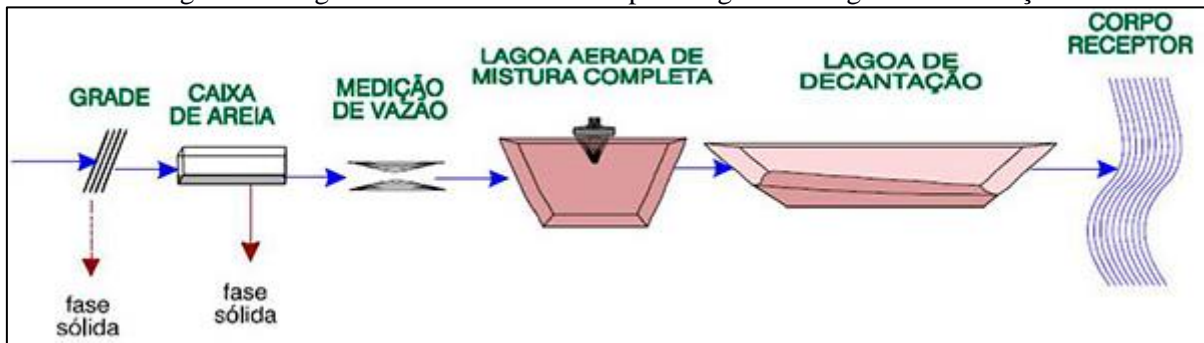 GRADE
CAIXA
DE AREIA
MEDIÇÃO
DE VAZÃO
LAGOA AERADA DE
MISTURA COMPLETA
LAGOA DE
DECANTAÇÃO
CORPO
RECEPTOR
fase
sólida
fase
sólida